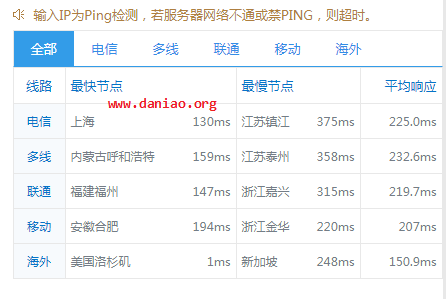 输入IP为Ping检测，若服务器网络不通或禁PING，则超时。
全部 电信 多线 联通 移动 海外
线路 最快节点 最慢节点 平均响应
www.daniao.org
电信 上海 130ms 江苏镇江 375ms 225.0ms
多线 内蒙古呼和浩特 159ms 江苏泰州 358ms 232.6ms
联通 福建福州 147ms 浙江嘉兴 315ms 219.7ms
移动 安徽合肥 194ms 浙江金华 220ms 207ms
海外 美国洛杉矶 1ms 新加坡 248ms 150.9ms